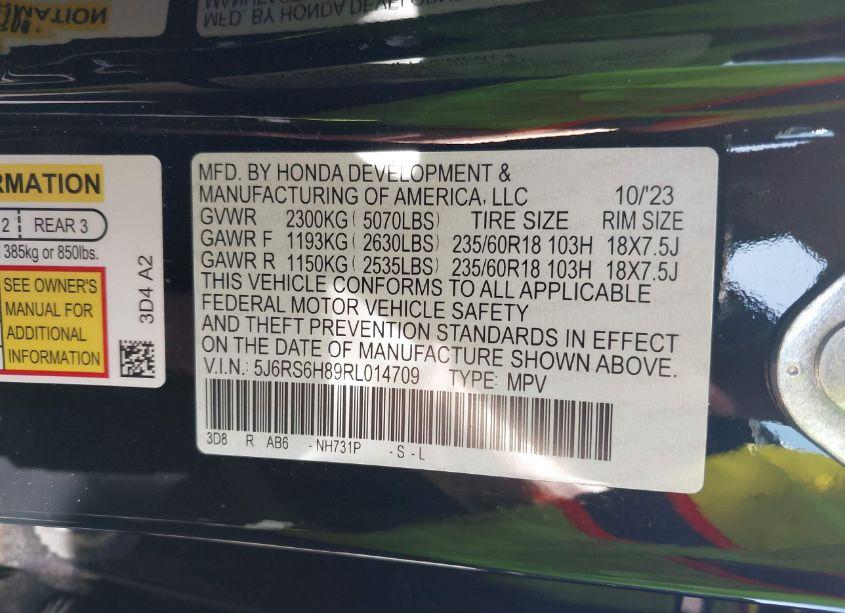 MFD. BY HONDA DEVELOPMENT &
MANUFACTURING OF AMERICA, LLC 10/'23
GVWR 2300KG ( 5070LBS) TIRE SIZE RIM SIZE
GAWR F 1193KG ( 2630LBS) 235/60R18 103H 18X7.5J
GAWR R 1150KG ( 2535LBS) 235/60R18 103H 18X7.5J
THIS VEHICLE CONFORMS TO ALL APPLICABLE
FEDERAL MOTOR VEHICLE SAFETY
AND THEFT PREVENTION STANDARDS IN EFFECT
ON THE DATE OF MANUFACTURE SHOWN ABOVE.
V.I.N.: 5J6RS6H89RL014709 TYPE: MPV
3D8 R AB6 -NH731P -S-L
RMATION
2 REAR 3
385kg or 850lbs.
SEE OWNER'S
MANUAL FOR
ADDITIONAL
INFORMATION
3D4 A2